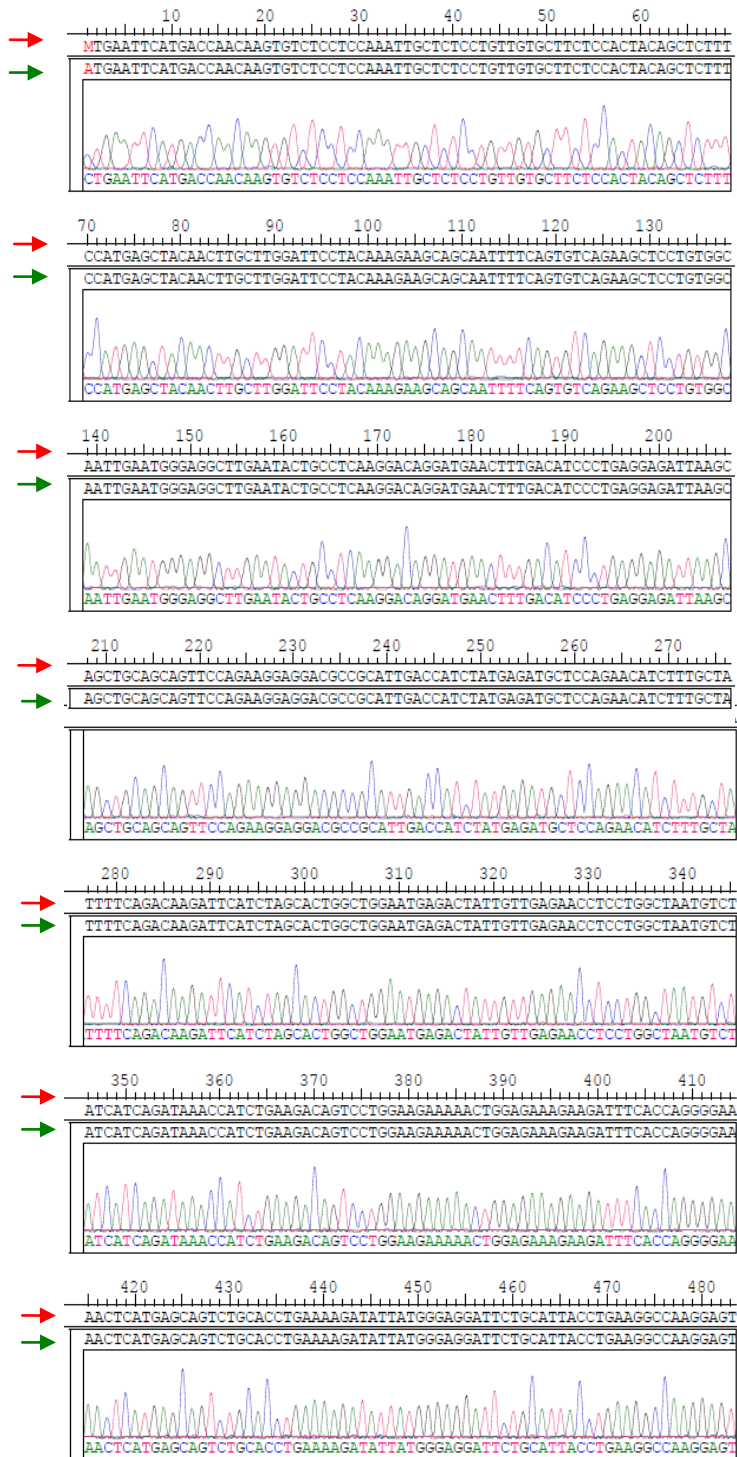 10 20 30 40 50 60
MTGAATTCATGACCAACAAGTGTCTCCTCCAAATTGCTCTCCTGTTGTGCTTCTCCACTACAGCTCTTT
ATGAATTCATGACCAACAAGTGTCTCCTCCAAATTGCTCTCCTGTTGTGCTTCTCCACTACAGCTCTTT
CTGAATTCATGACCAACAAGTGTCTCCTCCAAATTGCTCTCCTGTTGTGCTTCTCCACTACAGCTCTTT
70 80 90 100 110 120 130
CCATGAGCTACAACTTGCTTGGATTCCTACAAAGAAGCAGCAATTTTCAGTGTCAGAAGCTCCTGTGGC
CCATGAGCTACAACTTGCTTGGATTCCTACAAAGAAGCAGCAATTTTCAGTGTCAGAAGCTCCTGTGGC
CCATGAGCTACAACTTGCTTGGATTCCTACAAAGAAGCAGCAATTTTCAGTGTCAGAAGCTCCTGTGGC
140 150 160 170 180 190 200
AATTGAATGGGAGGCTTGAATACTGCCTCAAGGACAGGATGAACTTTGACATCCCTGAGGAGATTAAGC
AATTGAATGGGAGGCTTGAATACTGCCTCAAGGACAGGATGAACTTTGACATCCCTGAGGAGATTAAGC
AATTGAATGGGAGGCTTGAATACTGCCTCAAGGACAGGATGAACTTTGACATCCCTGAGGAGATTAAGC
210 220 230 240 250 260 270
AGCTGCAGCAGTTCCAGAAGGAGGACGCCGCATTGACCATCTATGAGATGCTCCAGAACATCTTTGCTA
AGCTGCAGCAGTTCCAGAAGGAGGACGCCGCATTGACCATCTATGAGATGCTCCAGAACATCTTTGCTA
AGCTGCAGCAGTTCCAGAAGGAGGACGCCGCATTGACCATCTATGAGATGCTCCAGAACATCTTTGCTA
280 290 300 310 320 330 340
TTTTCAGACAAGATTCATCTAGCACTGGCTGGAATGAGACTATTGTTGAGAACCTCCTGGCTAATGTCT
TTTTCAGACAAGATTCATCTAGCACTGGCTGGAATGAGACTATTGTTGAGAACCTCCTGGCTAATGTCT
TTTTCAGACAAGATTCATCTAGCACTGGCTGGAATGAGACTATTGTTGAGAACCTCCTGGCTAATGTCT
350 360 370 380 390 400 410
ATCATCAGATAAACCATCTGAAGACAGTCCTGGAAGAAAAACTGGAGAAAGAAGATTTCACCAGGGGAA
ATCATCAGATAAACCATCTGAAGACAGTCCTGGAAGAAAAACTGGAGAAAGAAGATTTCACCAGGGGAA
ATCATCAGATAAACCATCTGAAGACAGTCCTGGAAGAAAAACTGGAGAAAGAAGATTTCACCAGGGGAA
420 430 440 450 460 470 480
AACTCATGAGCAGTCTGCACCTGAAAAGATATTATGGGAGGATTCTGCATTACCTGAAGGCCAAGGAGT
AACTCATGAGCAGTCTGCACCTGAAAAGATATTATGGGAGGATTCTGCATTACCTGAAGGCCAAGGAGT
AACTCATGAGCAGTCTGCACCTGAAAAGATATTATGGGAGGATTCTGCATTACCTGAAGGCCAAGGAGT